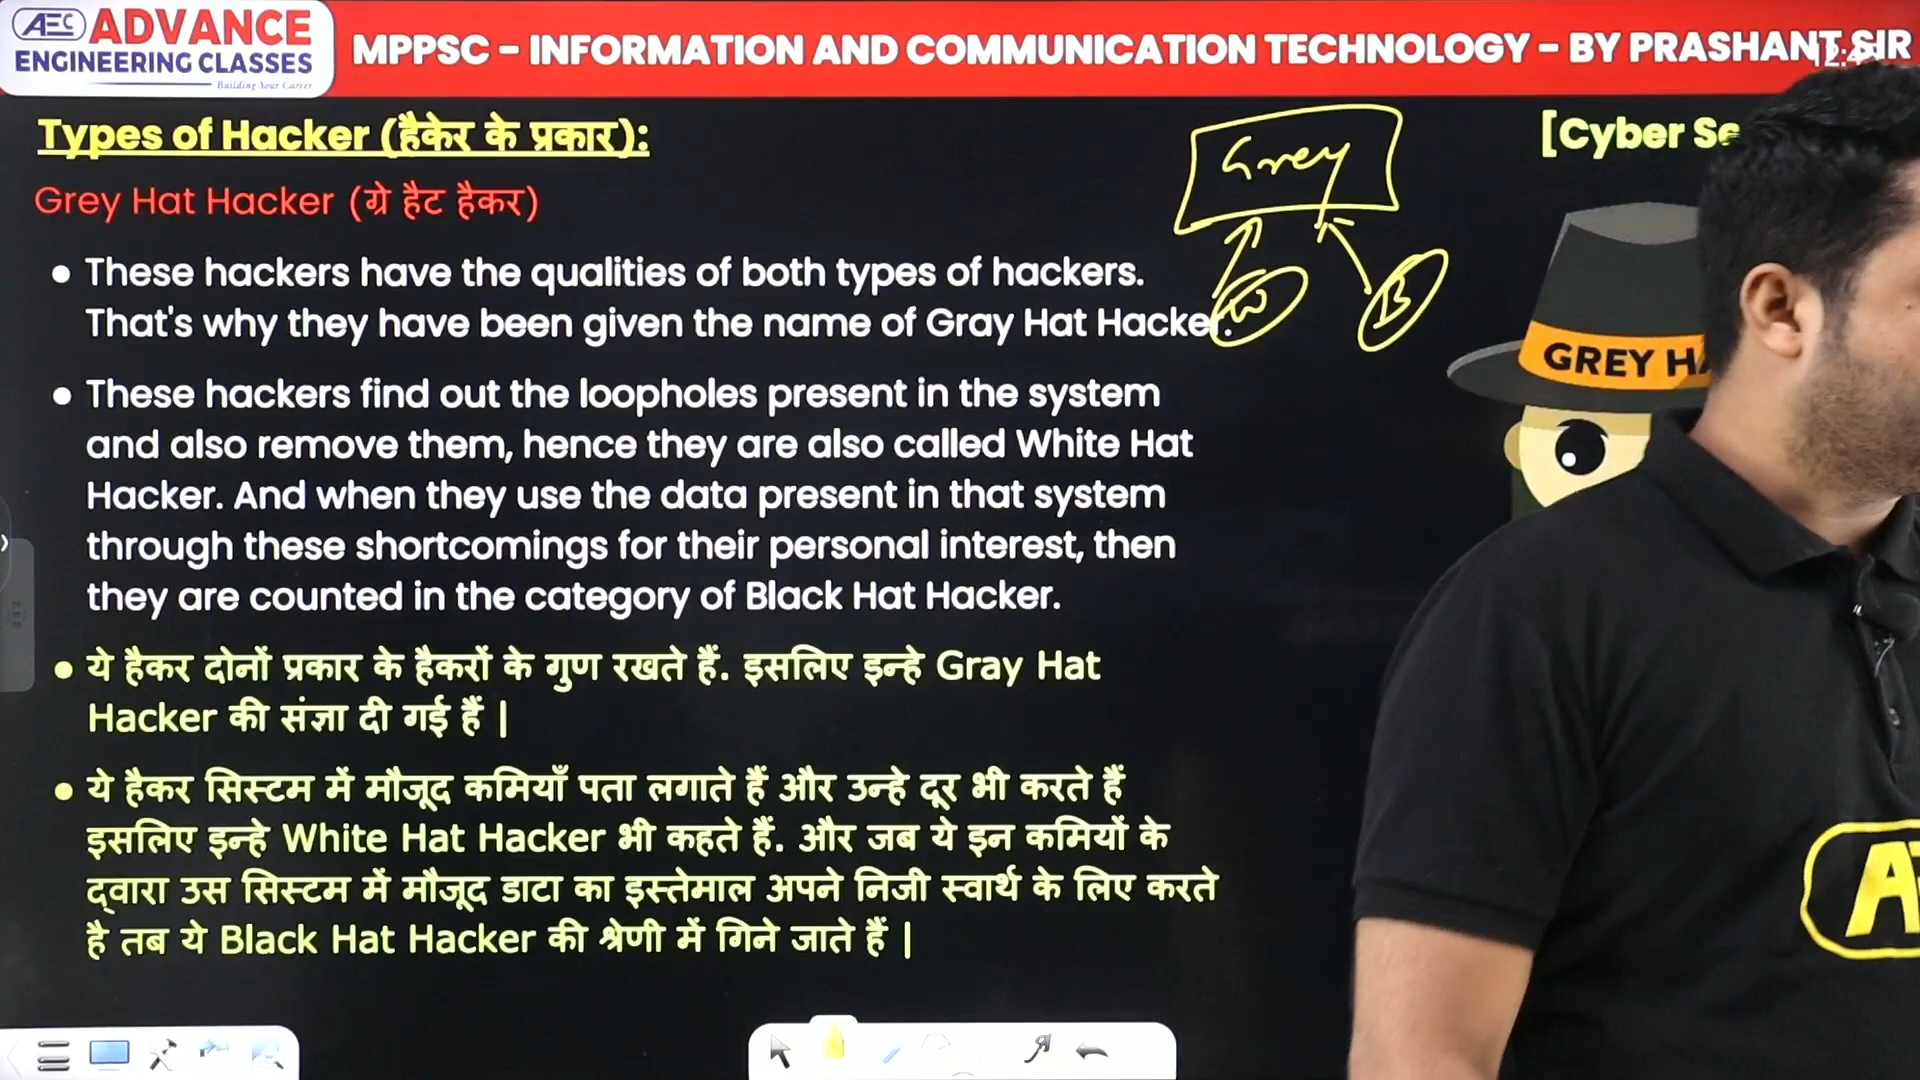 AEC ADVANCE
ENGINEERING CLASSES
Building Your Career
MPPSC - INFORMATION AND COMMUNICATION TECHNOLOGY - BY PRASHANT SIR
Types of Hacker (हैकेर के प्रकार):
[Cyber Se
Grey
Grey Hat Hacker (ग्रे हैट हैकर)
W B
● These hackers have the qualities of both types of hackers.
That's why they have been given the name of Gray Hat Hacker.
GREY HA
● These hackers find out the loopholes present in the system
and also remove them, hence they are also called White Hat
Hacker. And when they use the data present in that system
through these shortcomings for their personal interest, then
they are counted in the category of Black Hat Hacker.
● ये हैकर दोनों प्रकार के हैकरों के गुण रखते हैं. इसलिए इन्हे Gray Hat
Hacker की संज्ञा दी गई हैं |
● ये हैकर सिस्टम में मौजूद कमियाँ पता लगाते हैं और उन्हे दूर भी करते हैं
इसलिए इन्हे White Hat Hacker भी कहते हैं. और जब ये इन कमियों के
द्वारा उस सिस्टम में मौजूद डाटा का इस्तेमाल अपने निजी स्वार्थ के लिए करते
है तब ये Black Hat Hacker की श्रेणी में गिने जाते हैं |